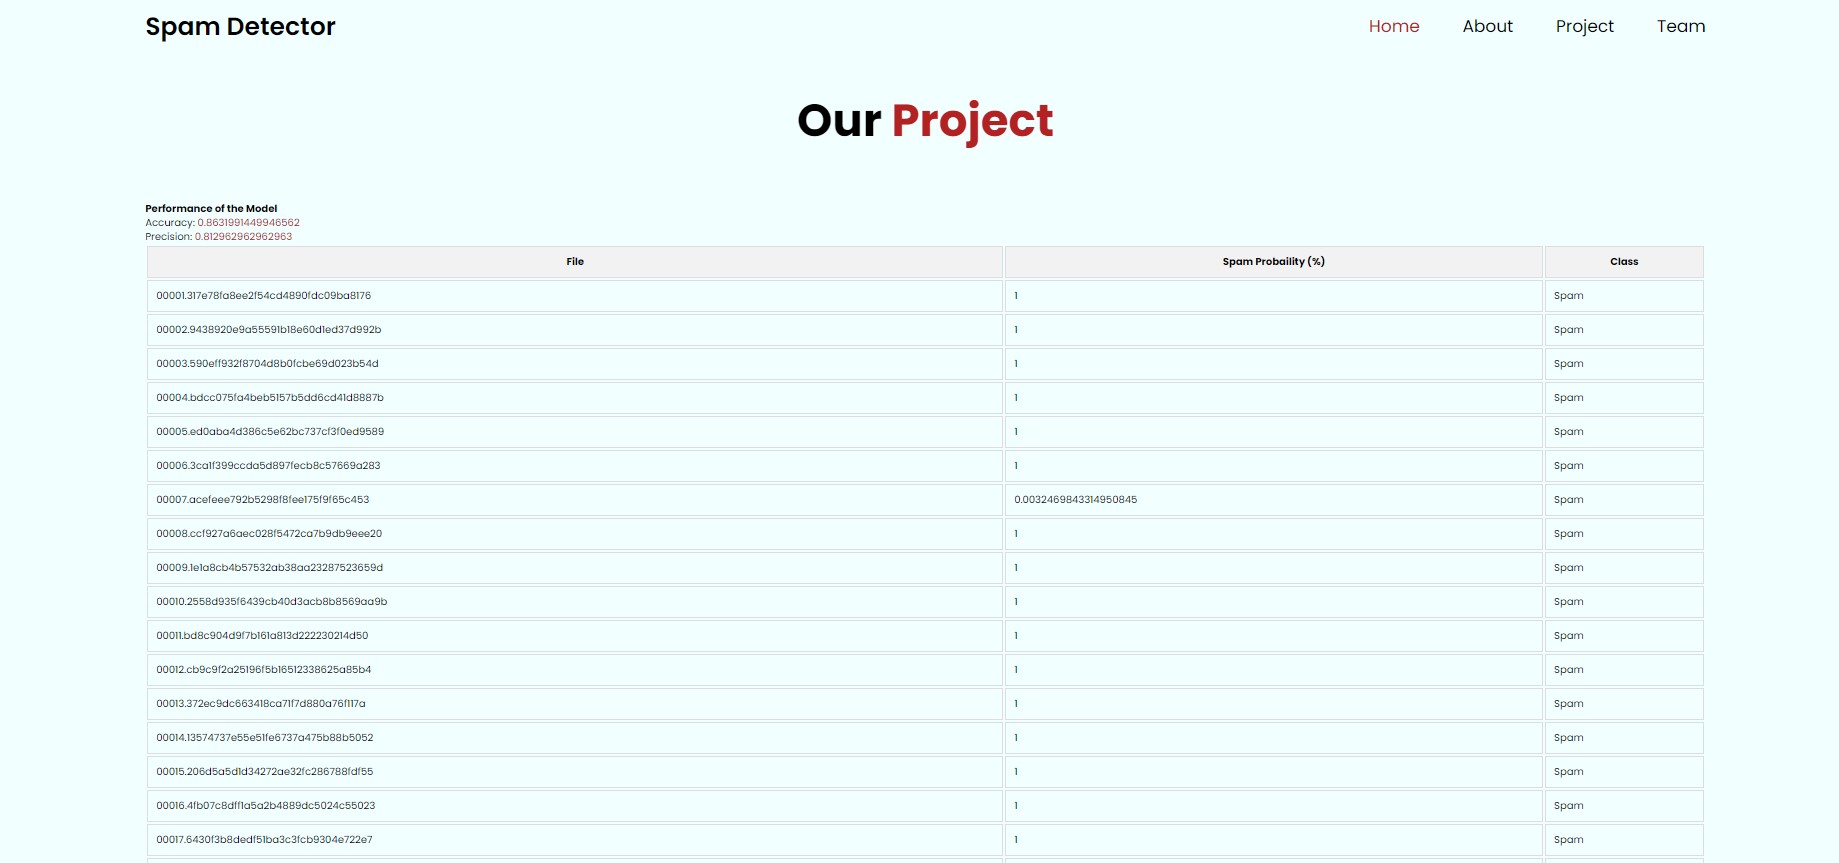 Spam Detector Home About Project Team
Our Project
Performance of the Model
Accuracy: 0.8631991449946562
Precision: 0.812962962962963
File Spam Probaility (%) Class
00001.317e78fa8ee2f54cd4890fdc09ba8176 1 Spam
00002.9438920e9a55591b18e60d1ed37d992b 1 Spam
00003.590eff932f8704d8b0fcbe69d023b54d 1 Spam
00004.bdcc075fa4beb5157b5dd6cd41d8887b 1 Spam
00005.ed0aba4d386c5e62bc737cf3f0ed9589 1 Spam
00006.3ca1f399ccda5d897fecb8c57669a283 1 Spam
00007.acefeee792b5298f8fee175f9f65c453 0.0032469843314950845 Spam
00008.ccf927a6aec028f5472ca7b9db9eee20 1 Spam
00009.1e1a8cb4b57532ab38aa23287523659d 1 Spam
00010.2558d935f6439cb40d3acb8b8569aa9b 1 Spam
00011.bd8c904d9f7b161a813d222230214d50 1 Spam
00012.cb9c9f2a25196f5b16512338625a85b4 1 Spam
00013.372ec9dc663418ca71f7d880a76f117a 1 Spam
00014.13574737e55e51fe6737a475b88b5052 1 Spam
00015.206d5a5d1d34272ae32fc286788fdf55 1 Spam
00016.4fb07c8dff1a5a2b4889dc5024c55023 1 Spam
00017.6430f3b8dedf51ba3c3fcb9304e722e7 1 Spam